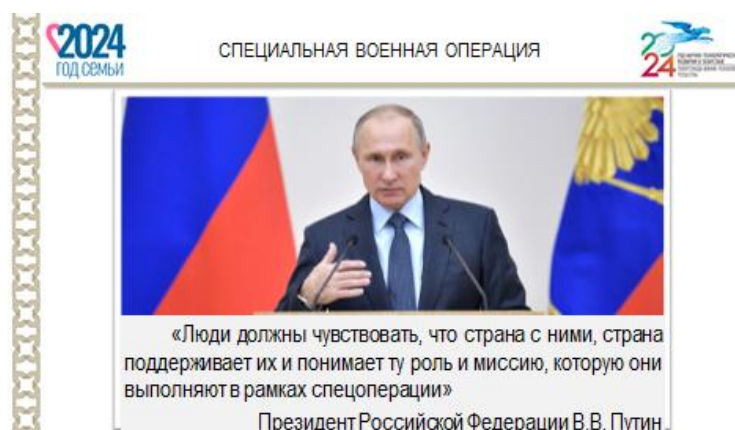 2024
ГОД СЕМЬИ
СПЕЦИАЛЬНАЯ ВОЕННАЯ ОПЕРАЦИЯ
20
24
«Люди должны чувствовать, что страна с ними, страна
поддерживает их и понимает ту роль и миссию, которую они
выполняют в рамках спецоперации»
Президент Российской Федерации В.В. Путин